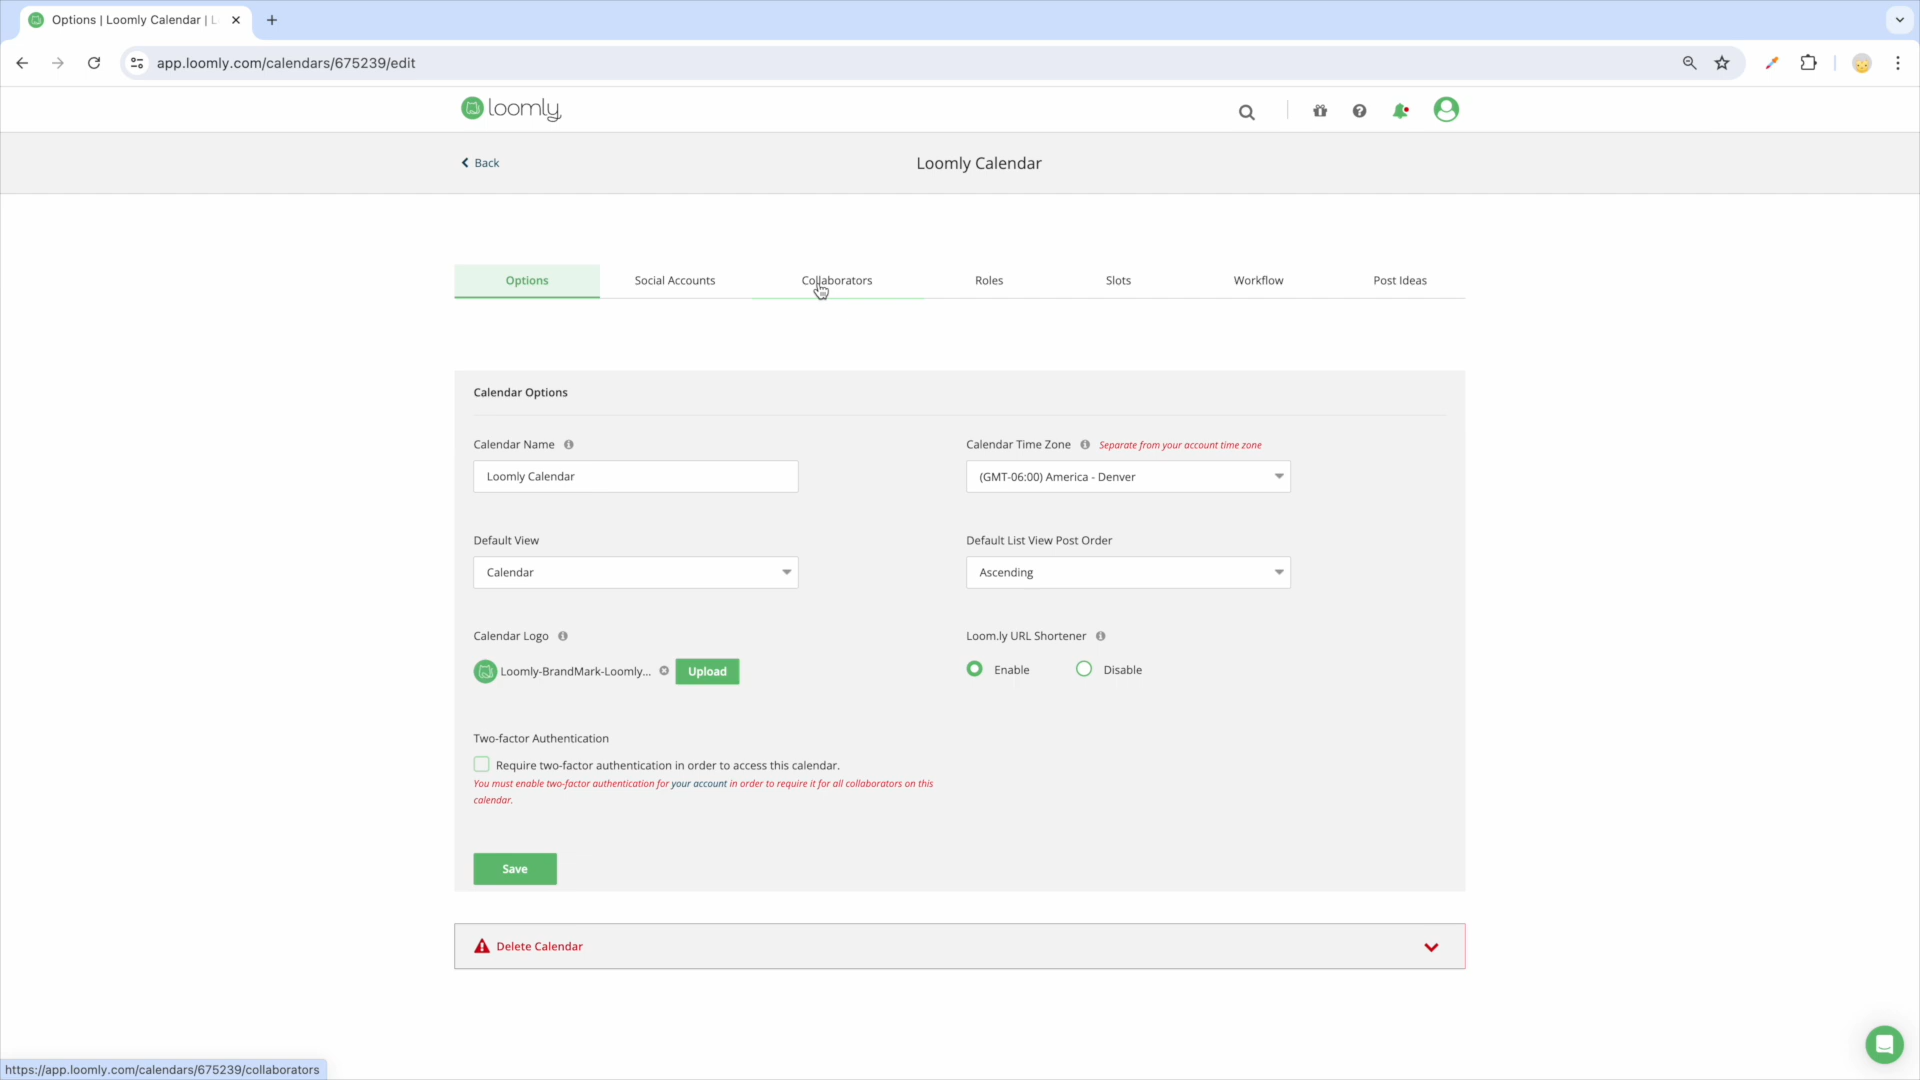 Options | Loomly Calendar |
app.loomly.com/calendars/675239/edit
loomly
Back
Loomly Calendar
Options
Social Accounts
Collaborators
Roles
Slots
Workflow
Post Ideas
Calendar Options
Calendar Name
Calendar Time Zone
Separate from your account time zone
Loomly Calendar
(GMT-06:00) America - Denver
Default View
Default List View Post Order
Calendar
Ascending
Calendar Logo
Loom.ly URL Shortener
Loomly-BrandMark-Loomly...
Upload
Enable
Disable
Two-factor Authentication
Require two-factor authentication in order to access this calendar.
You must enable two-factor authentication for your account in order to require it for all collaborators on this
calendar.
Save
Delete Calendar
https://app.loomly.com/calendars/675239/collaborators